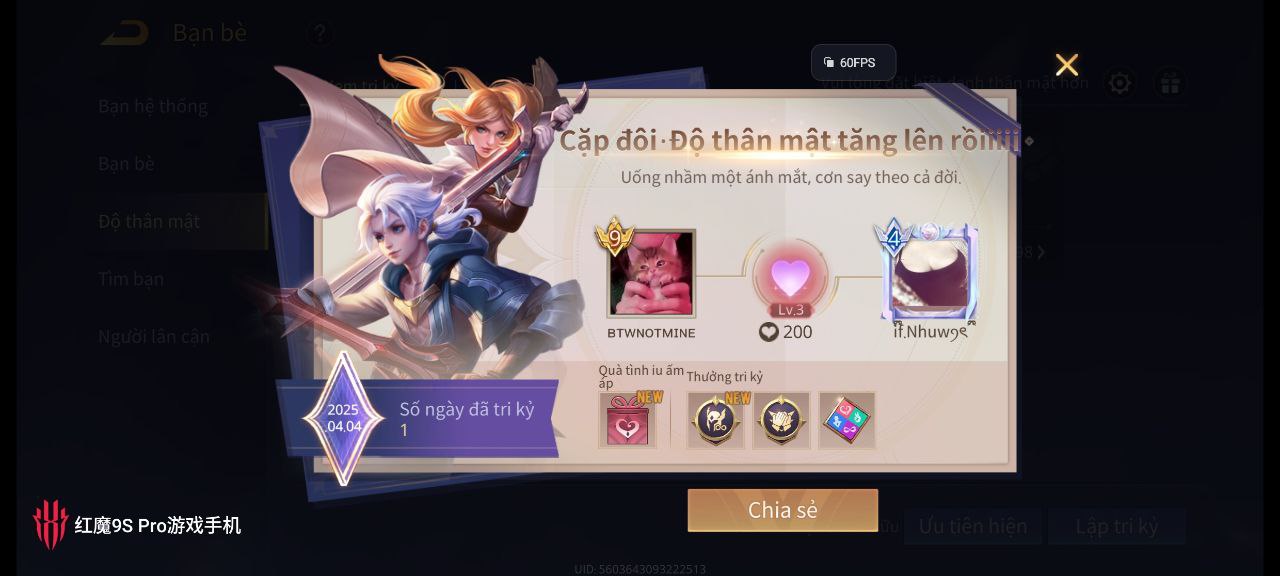 Bạn bè
?
60FPS
Bạn hệ thống
Bạn bè
Độ thân mật
Tìm bạn
Người lân cận
Cặp đôi·Độ thân mật tăng lên rồiiiii
Uống nhầm một ánh mắt, cơn say theo cả đời.
9
4
Lv.3
BTWNOTMINE
200
if.Nhuw
98
Quà tình iu ấm áp
Thưởng tri kỷ
NEW
NEW
2025
.04.04
Số ngày đã tri kỷ
1
Chia sẻ
Ưu tiên hiện
Lập tri kỷ
红魔9S Pro游戏手机
UID: 5603643093222513